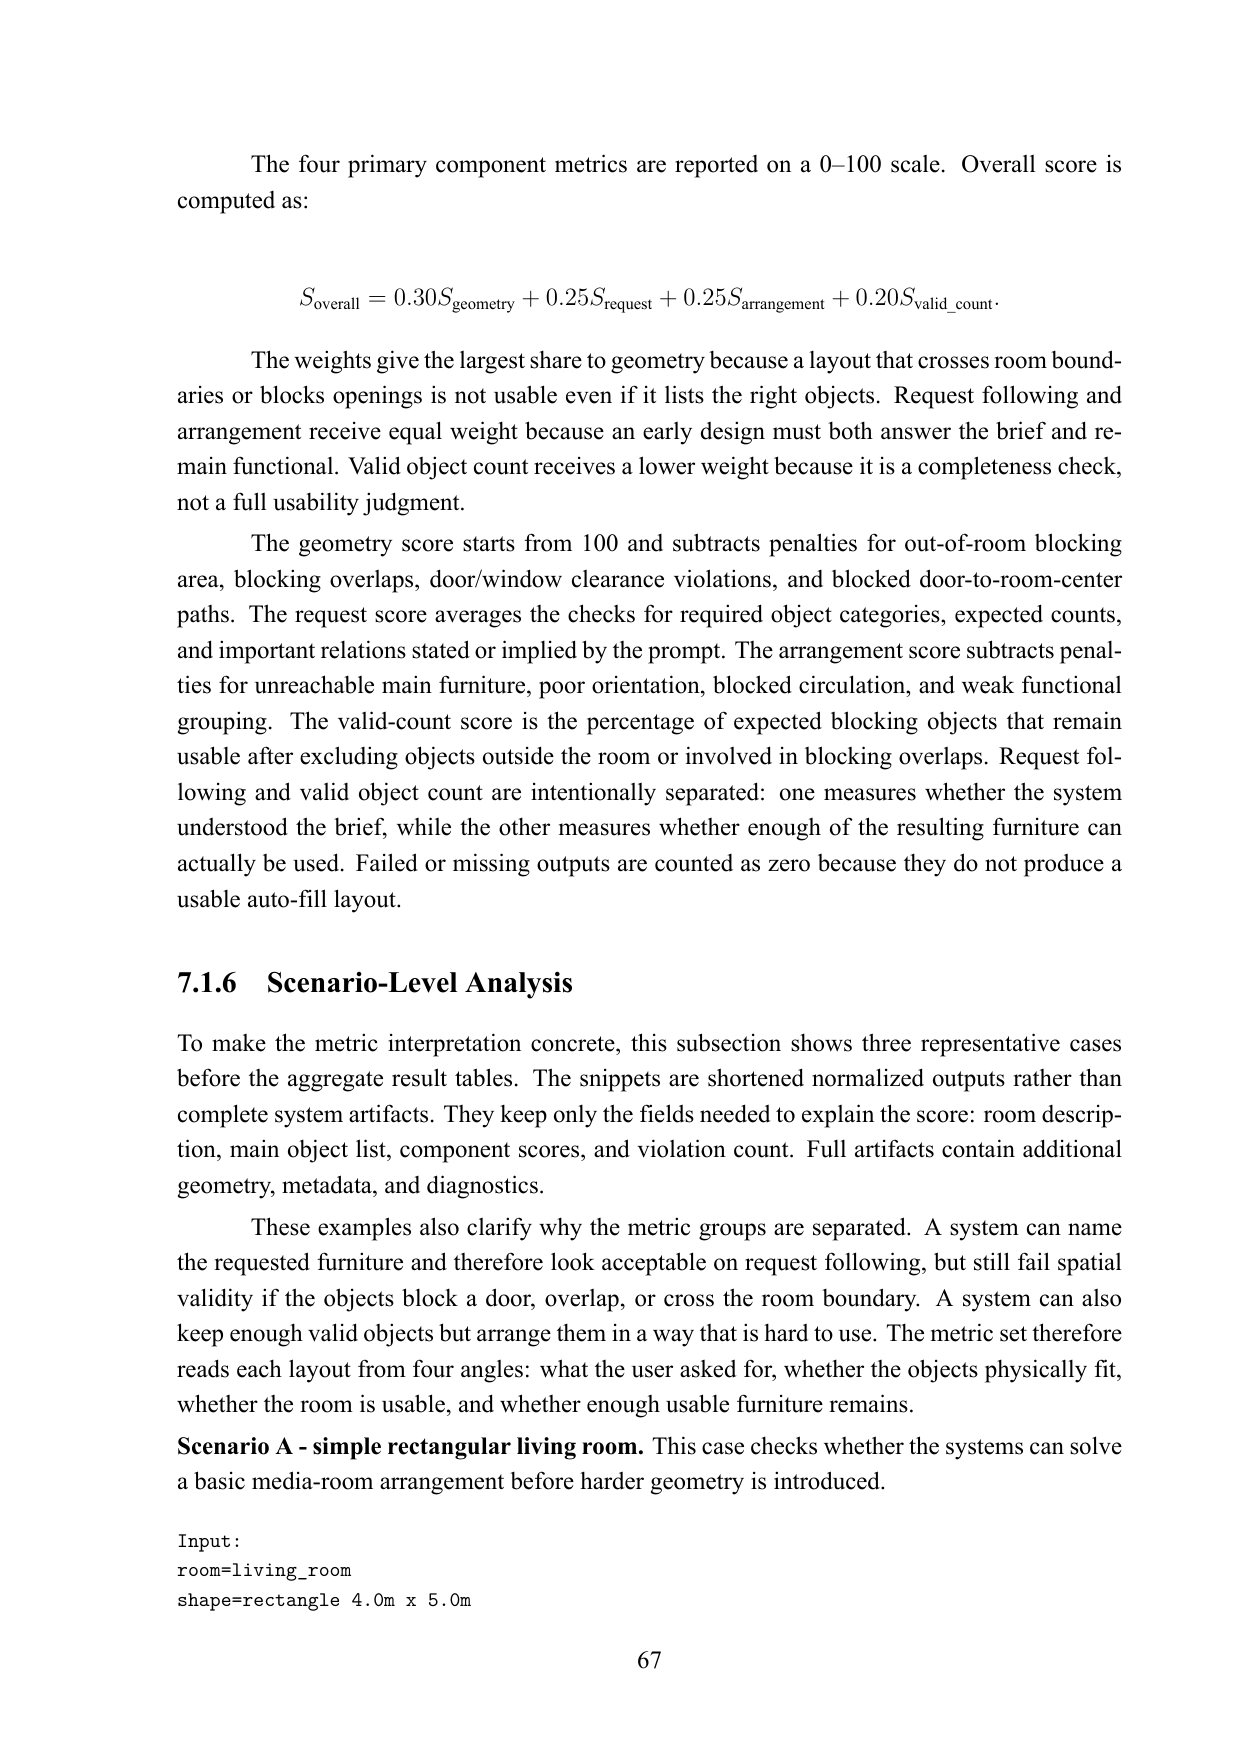 The four primary component metrics are reported on a 0–100 scale. Overall score is
computed as:
S_overall = 0.30S_geometry + 0.25S_request + 0.25S_arrangement + 0.20S_valid_count.
The weights give the largest share to geometry because a layout that crosses room bound-
aries or blocks openings is not usable even if it lists the right objects. Request following and
arrangement receive equal weight because an early design must both answer the brief and re-
main functional. Valid object count receives a lower weight because it is a completeness check,
not a full usability judgment.
The geometry score starts from 100 and subtracts penalties for out-of-room blocking
area, blocking overlaps, door/window clearance violations, and blocked door-to-room-center
paths. The request score averages the checks for required object categories, expected counts,
and important relations stated or implied by the prompt. The arrangement score subtracts penal-
ties for unreachable main furniture, poor orientation, blocked circulation, and weak functional
grouping. The valid-count score is the percentage of expected blocking objects that remain
usable after excluding objects outside the room or involved in blocking overlaps. Request fol-
lowing and valid object count are intentionally separated: one measures whether the system
understood the brief, while the other measures whether enough of the resulting furniture can
actually be used. Failed or missing outputs are counted as zero because they do not produce a
usable auto-fill layout.
7.1.6 Scenario-Level Analysis
To make the metric interpretation concrete, this subsection shows three representative cases
before the aggregate result tables. The snippets are shortened normalized outputs rather than
complete system artifacts. They keep only the fields needed to explain the score: room descrip-
tion, main object list, component scores, and violation count. Full artifacts contain additional
geometry, metadata, and diagnostics.
These examples also clarify why the metric groups are separated. A system can name
the requested furniture and therefore look acceptable on request following, but still fail spatial
validity if the objects block a door, overlap, or cross the room boundary. A system can also
keep enough valid objects but arrange them in a way that is hard to use. The metric set therefore
reads each layout from four angles: what the user asked for, whether the objects physically fit,
whether the room is usable, and whether enough usable furniture remains.
Scenario A - simple rectangular living room. This case checks whether the systems can solve
a basic media-room arrangement before harder geometry is introduced.
Input:
room=living_room
shape=rectangle 4.0m x 5.0m
67